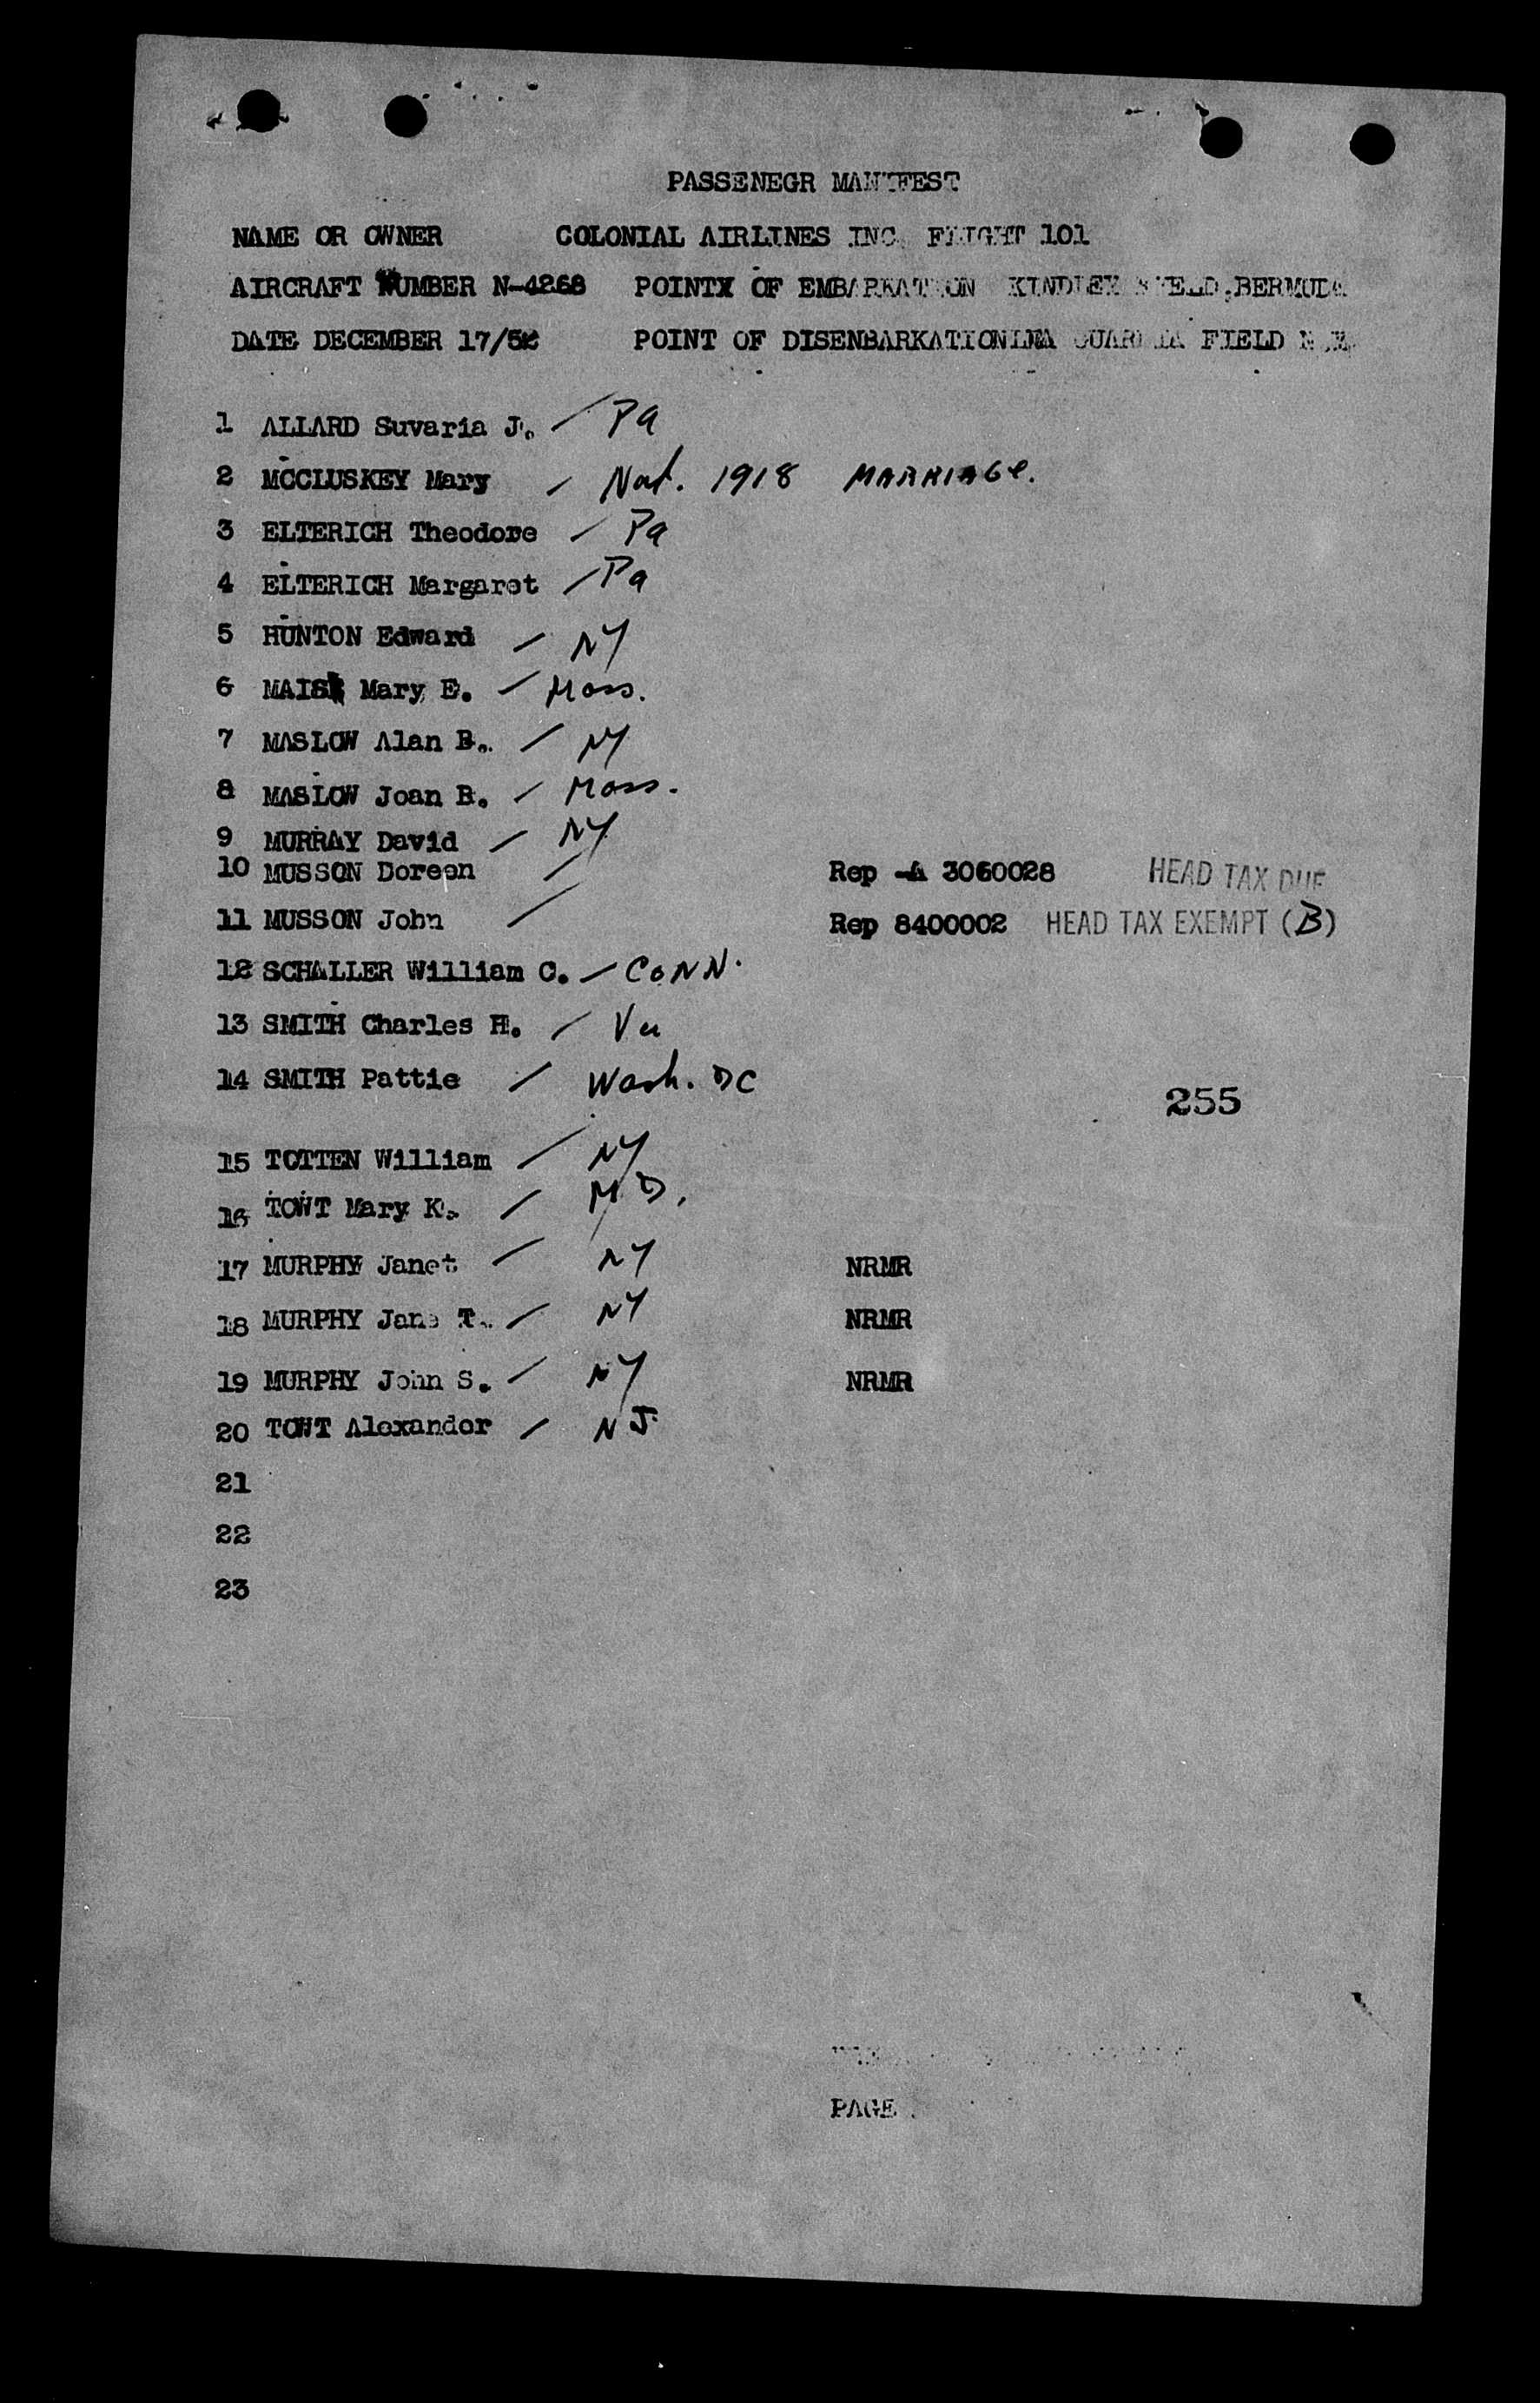 PASSENEGR MANIFEST
NAME OR OWNER COLONIAL AIRLINES INC. FLIGHT 101
AIRCRAFT NUMBER N-4268 POINTX OF EMBARKATION KINDLEY FIELD, BERMUDA
DATE DECEMBER 17/52 POINT OF DISENBARKATION GUARDIA FIELD N.Y.
1 ALLARD Suvaria J. / Pa
2 MCCLUSKEY Mary / Nat. 1918 MARRIAGE.
3 ELTERICH Theodore / Pa
4 ELTERICH Margaret / Pa
5 HUNTON Edward / NY
6 Mary E. / Mass.
7 MASLOW Alan B. / NY
8 MASLOW Joan B. / Mass.
9 MURRAY David / NY
10 MUSSON Doreen / Rep -A 3060028 HEAD TAX DUE
11 MUSSON John / Rep 8400002 HEAD TAX EXEMPT (B)
12 SCHALLER William C. / CONN.
13 SMITH Charles H. / Va
14 SMITH Pattie / Wash. DC
255
15 TOTTEN William / NY
16 TOWT Mary K. / M.D.
17 MURPHY Janet / NY NRMR
18 MURPHY Jane T. / NY NRMR
19 MURPHY John S. / NY NRMR
20 TOWT Alexander / NJ
21
22
23
PAGE